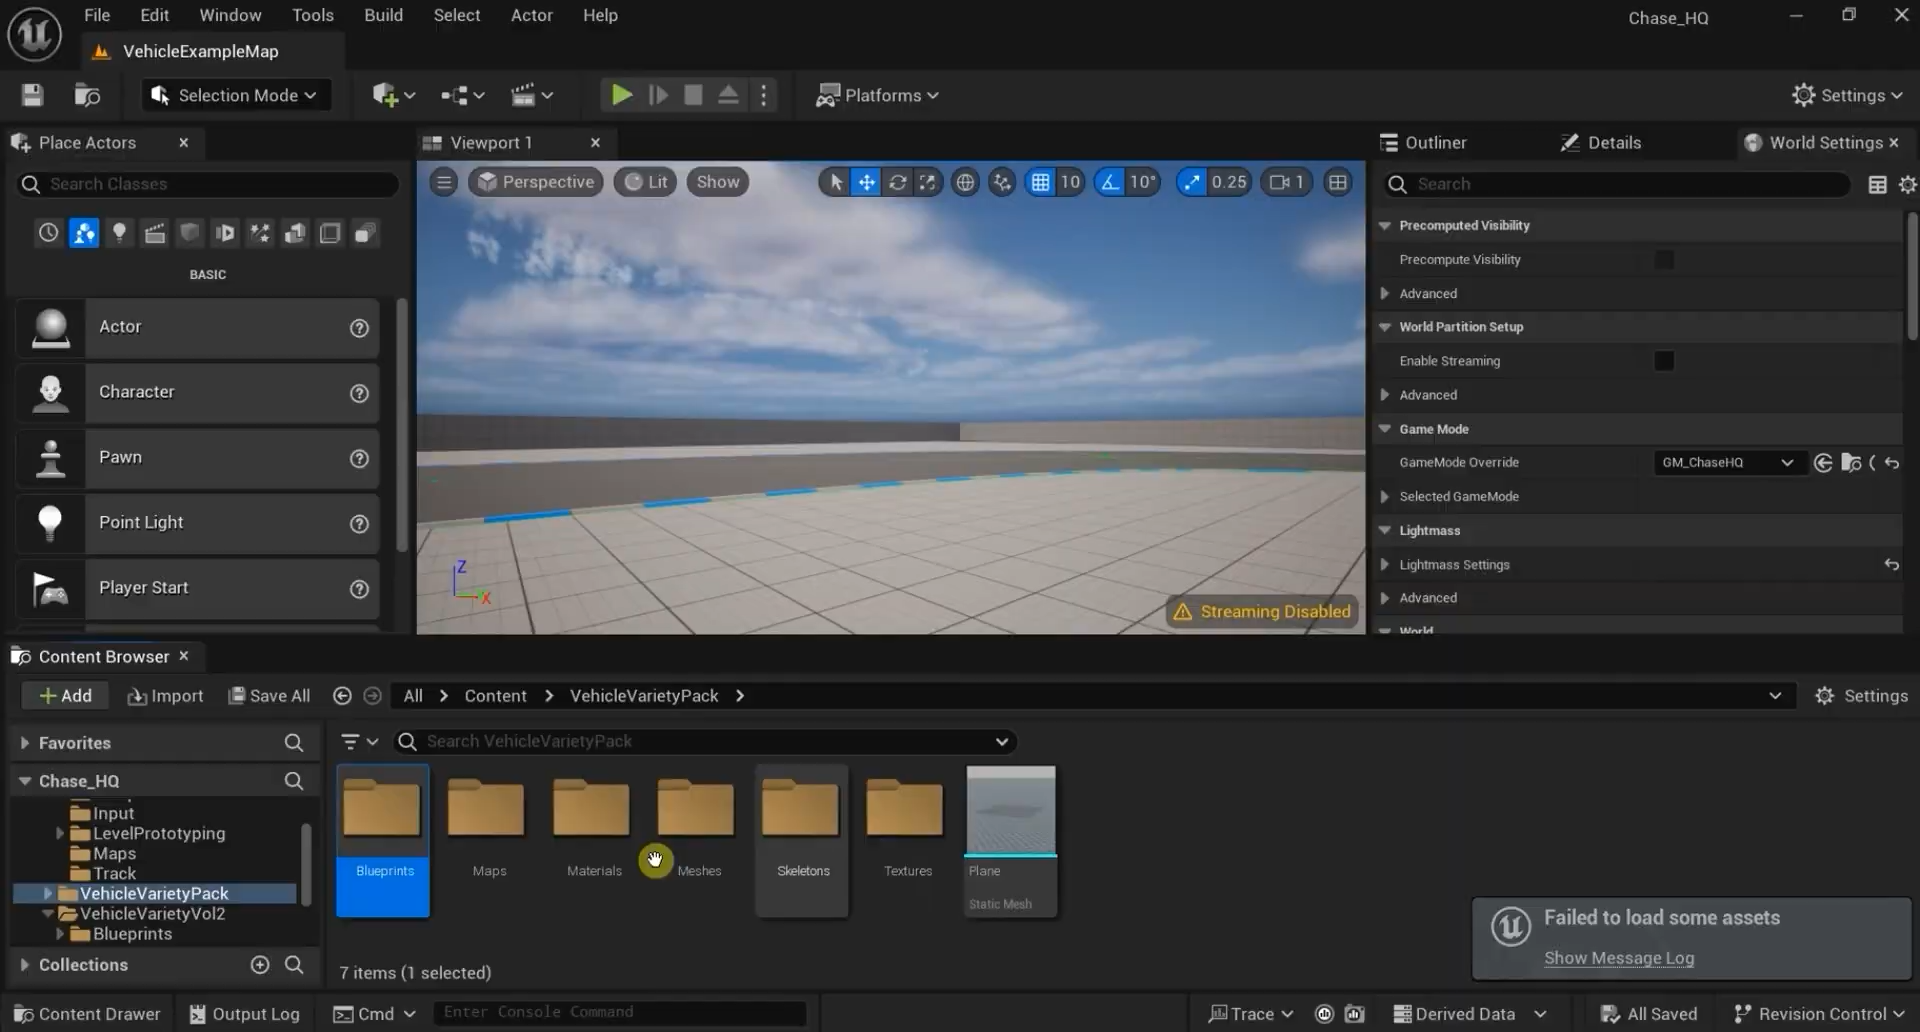 File Edit Window Tools Build Select Actor Help
Chase_HQ
VehicleExampleMap
Selection Mode
Platforms
Settings
Place Actors
Viewport 1
Outliner
Details
World Settings
Search Classes
Perspective
Lit
Show
10
10°
0.25
1
Search
BASIC
Actor
Character
Pawn
Point Light
Player Start
Z
X
Streaming Disabled
Precomputed Visibility
Precompute Visibility
Advanced
World Partition Setup
Enable Streaming
Advanced
Game Mode
GameMode Override
GM_ChaseHQ
Selected GameMode
Lightmass
Lightmass Settings
Advanced
World
Content Browser
Add
Import
Save All
All
Content
VehicleVarietyPack
Settings
Favorites
Search VehicleVarietyPack
Chase_HQ
Input
LevelPrototyping
Maps
Track
VehicleVarietyPack
VehicleVarietyVol2
Blueprints
Collections
Blueprints
Maps
Materials
Meshes
Skeletons
Textures
Plane
Static Mesh
7 items (1 selected)
Failed to load some assets
Show Message Log
Content Drawer
Output Log
Cmd
Enter Console Command
Trace
Derived Data
All Saved
Revision Control